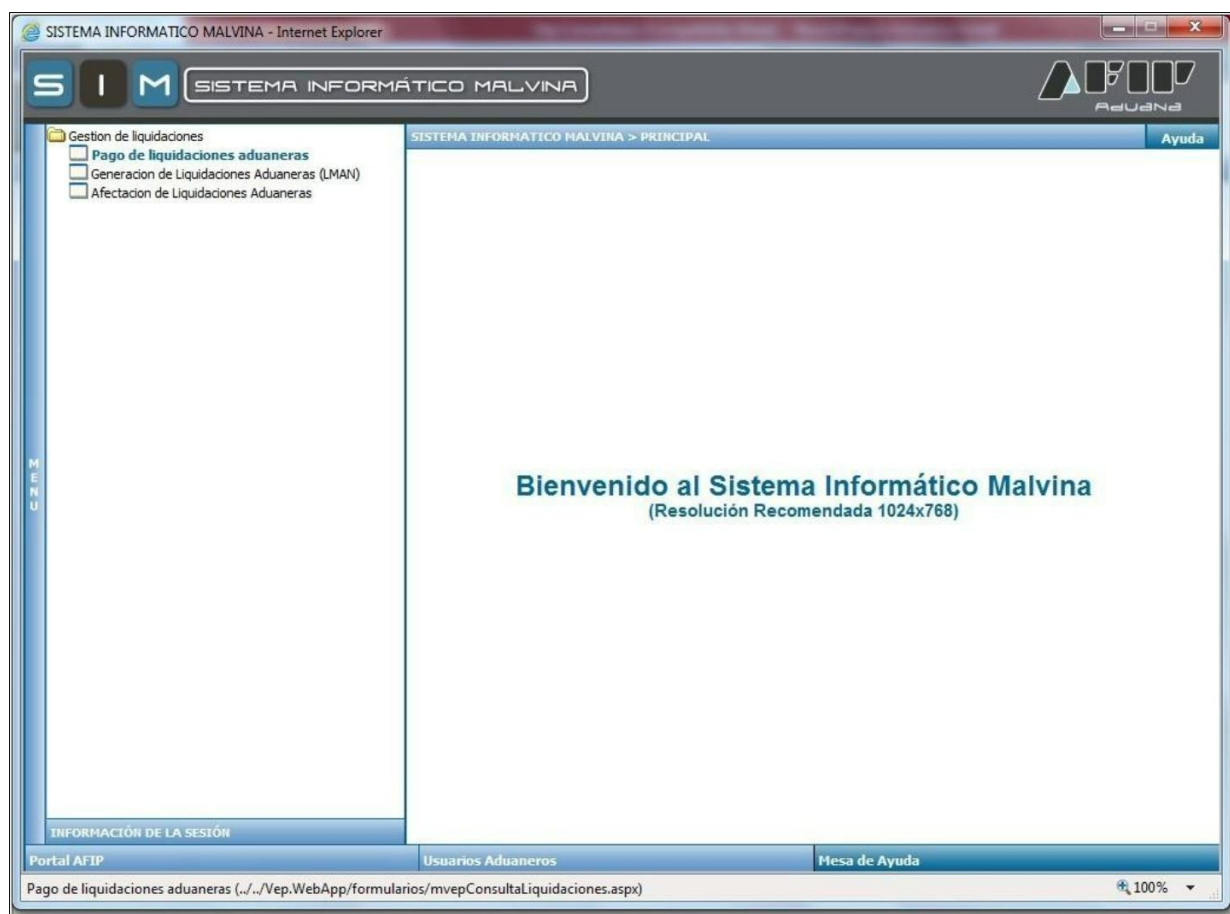 SISTEMA INFORMATICO MALVINA - Internet Explorer
S I M SISTEMA INFORMÁTICO MALVINA
AFIP
ADUANA
Gestion de liquidaciones
Pago de liquidaciones aduaneras
Generacion de Liquidaciones Aduaneras (LMAN)
Afectacion de Liquidaciones Aduaneras
SISTEMA INFORMATICO MALVINA > PRINCIPAL
Ayuda
MENU
Bienvenido al Sistema Informático Malvina
(Resolución Recomendada 1024x768)
INFORMACIÓN DE LA SESIÓN
Portal AFIP
Usuarios Aduaneros
Mesa de Ayuda
Pago de liquidaciones aduaneras (../../Vep.WebApp/formularios/mvepConsultaLiquidaciones.aspx)
100%